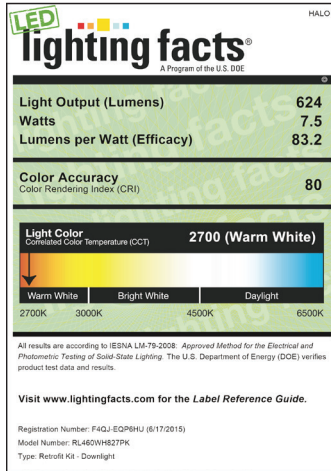 LED
HALO
lighting facts®
A Program of the U.S. DOE
Light Output (Lumens) 624
Watts 7.5
Lumens per Watt (Efficacy) 83.2
Color Accuracy 80
Color Rendering Index (CRI)
Light Color 2700 (Warm White)
Correlated Color Temperature (CCT)
Warm White Bright White Daylight
2700K 3000K 4500K 6500K
All results are according to IESNA LM-79-2008: Approved Method for the Electrical and
Photometric Testing of Solid-State Lighting. The U.S. Department of Energy (DOE) verifies
product test data and results.
Visit www.lightingfacts.com for the Label Reference Guide.
Registration Number: F4QJ-EQP6HU (6/17/2015)
Model Number: RL460WH827PK
Type: Retrofit Kit - Downlight